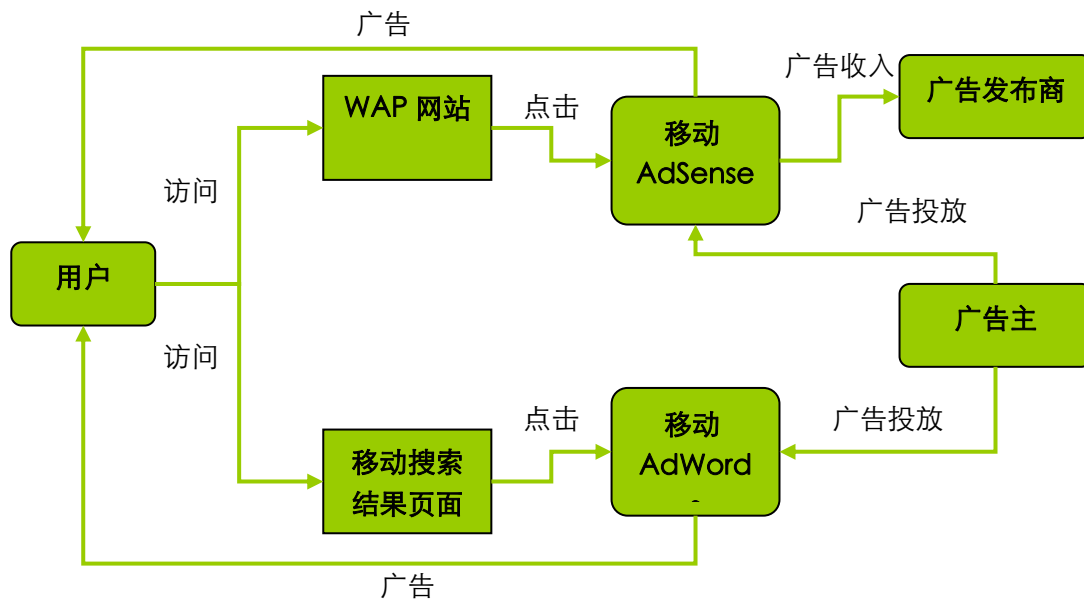 广告
广告收入
WAP 网站
点击
移动
AdSense
广告发布商
访问
广告投放
用户
广告主
访问
移动搜索
结果页面
点击
移动
AdWord
广告投放
广告